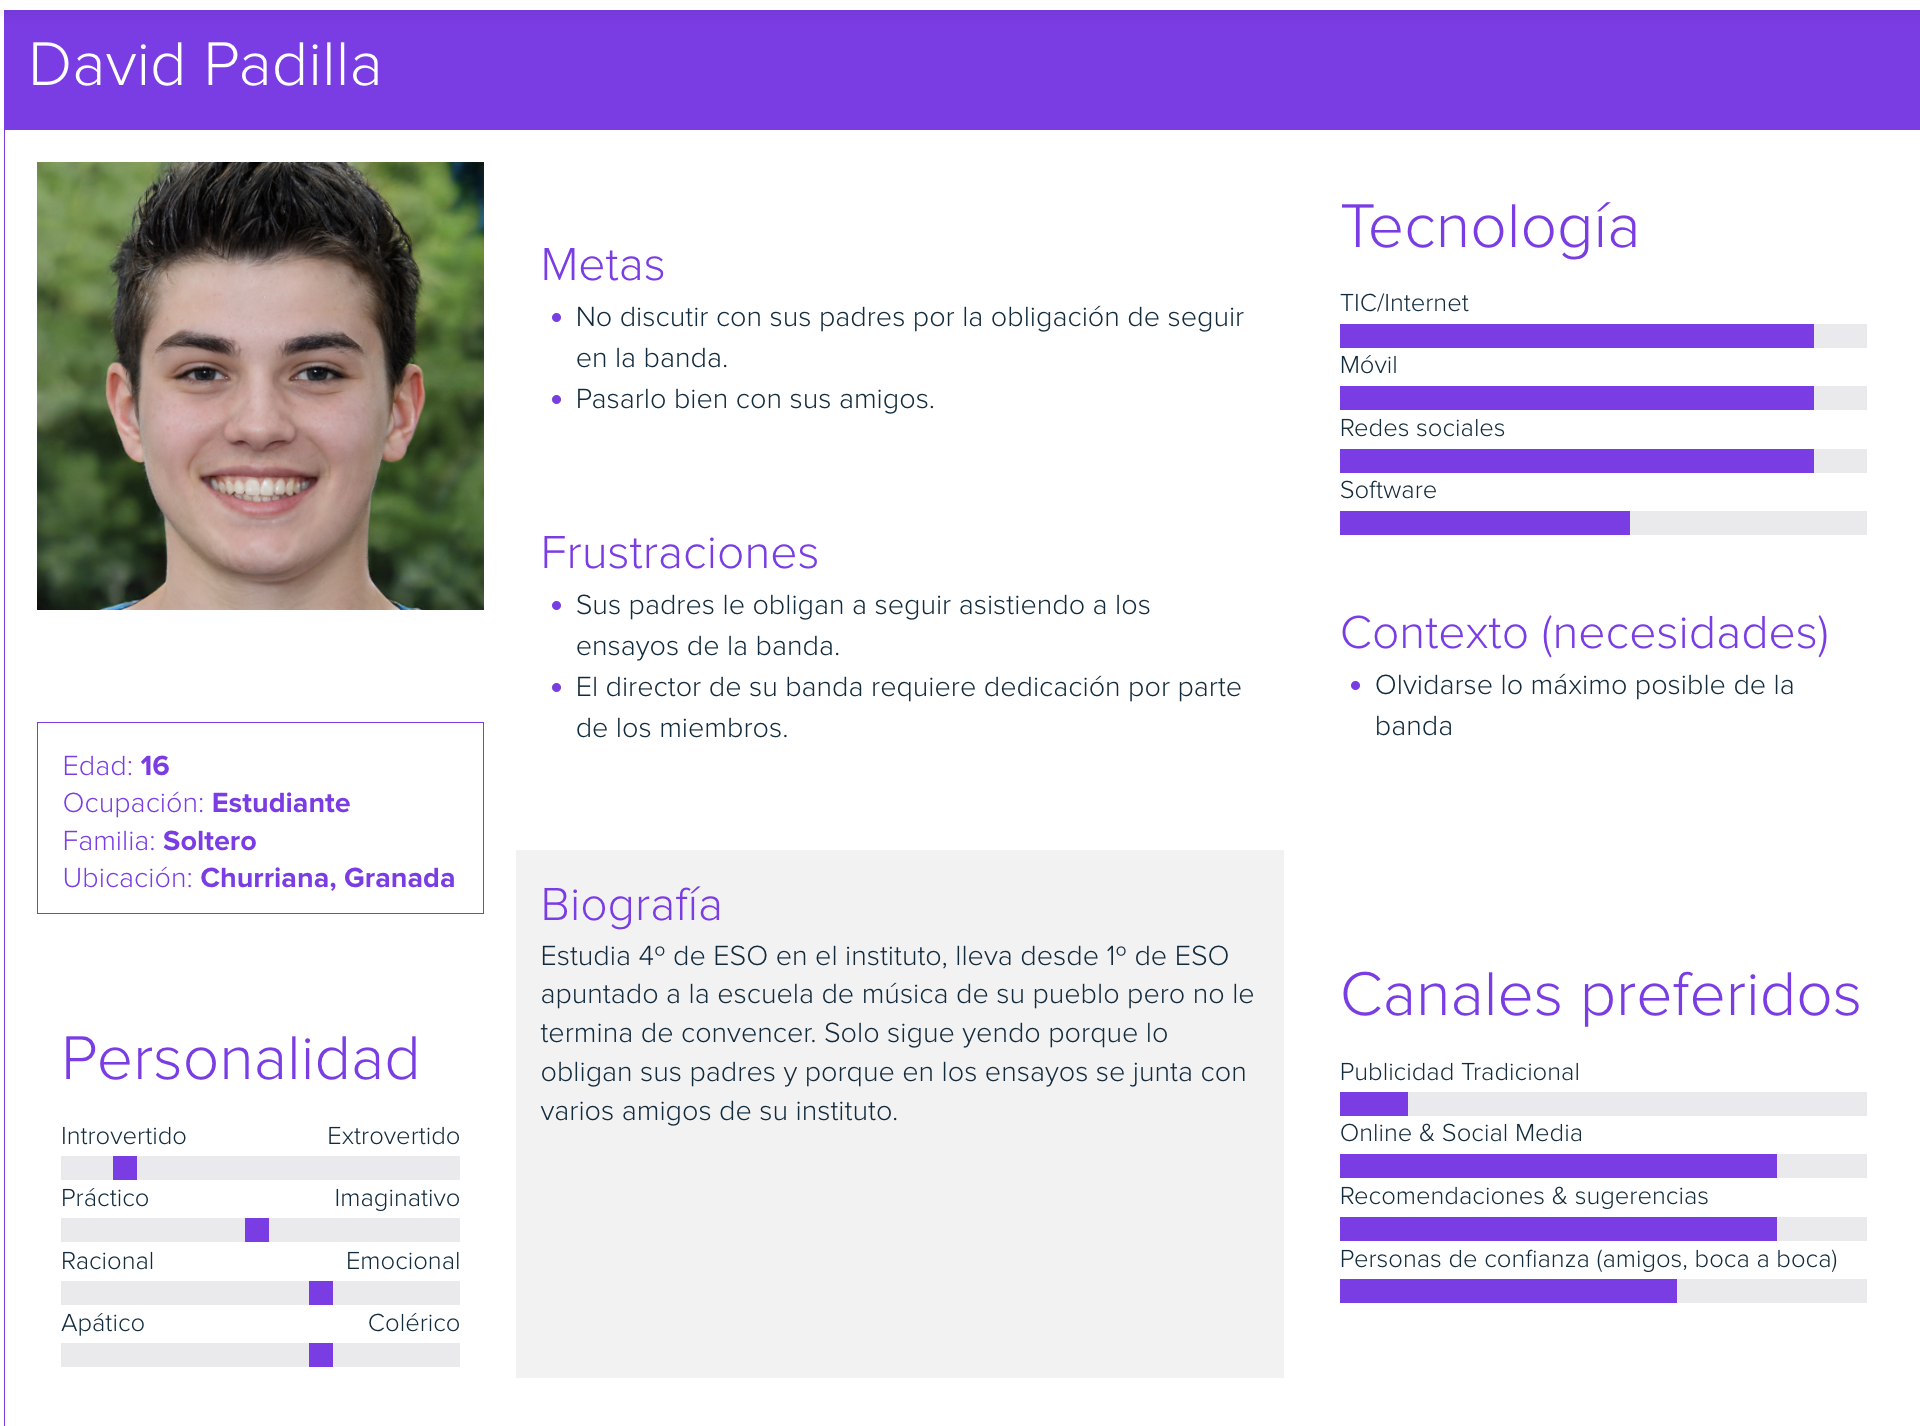 David Padilla
Edad: 16
Ocupación: Estudiante
Familia: Soltero
Ubicación: Churriana, Granada
Personalidad
Introvertido Extrovertido
Práctico Imaginativo
Racional Emocional
Apático Colérico
Metas
No discutir con sus padres por la obligación de seguir
en la banda.
Pasarlo bien con sus amigos.
Frustraciones
Sus padres le obligan a seguir asistiendo a los
ensayos de la banda.
El director de su banda requiere dedicación por parte
de los miembros.
Biografía
Estudia 4º de ESO en el instituto, lleva desde 1º de ESO
apuntado a la escuela de música de su pueblo pero no le
termina de convencer. Solo sigue yendo porque lo
obligan sus padres y porque en los ensayos se junta con
varios amigos de su instituto.
Tecnología
TIC/Internet
Móvil
Redes sociales
Software
Contexto (necesidades)
Olvidarse lo máximo posible de la
banda
Canales preferidos
Publicidad Tradicional
Online & Social Media
Recomendaciones & sugerencias
Personas de confianza (amigos, boca a boca)